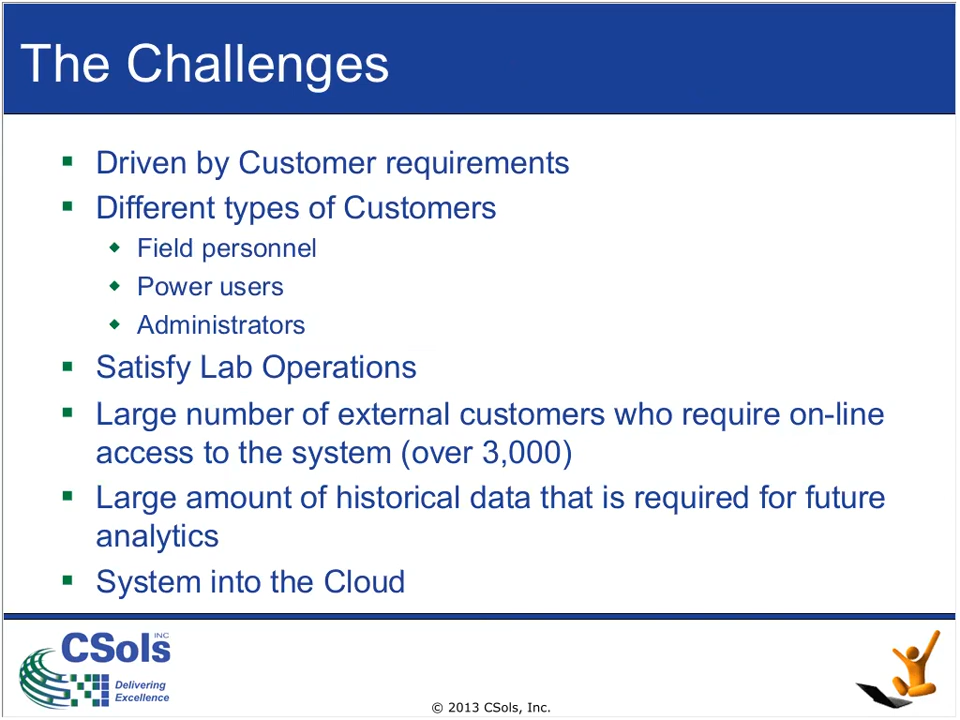 The Challenges
Driven by Customer requirements
Different types of Customers
Field personnel
Power users
Administrators
Satisfy Lab Operations
Large number of external customers who require on-line
access to the system (over 3,000)
Large amount of historical data that is required for future
analytics
System into the Cloud
CSols INC
Delivering
Excellence
© 2013 CSols, Inc.